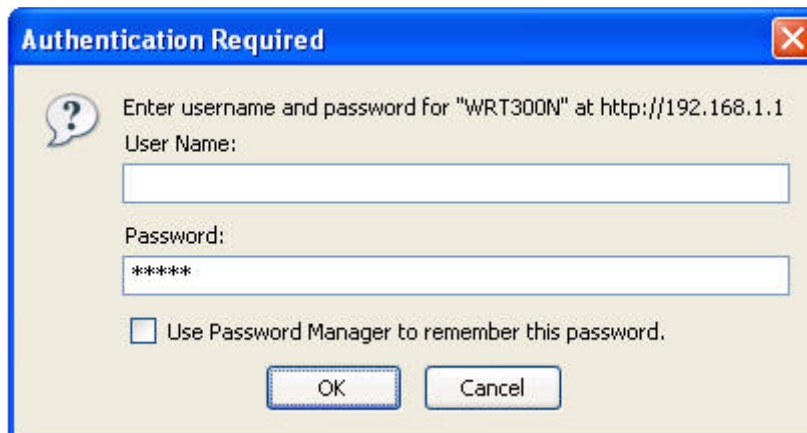 Authentication Required
Enter username and password for "WRT300N" at http://192.168.1.1
User Name:
Password:
*****
Use Password Manager to remember this password.
OK
Cancel